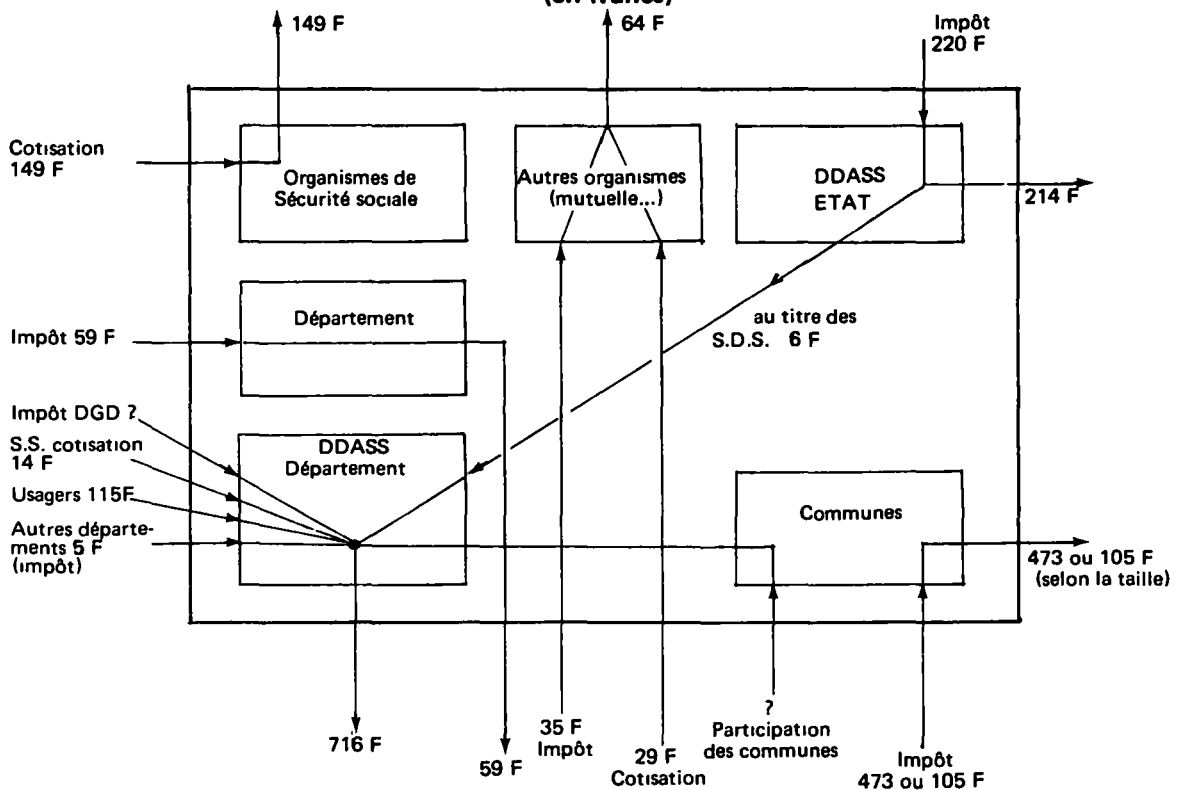 (en francs)
149 F
64 F
Impôt
220 F
Cotisation
149 F
Organismes de
Sécurité sociale
Autres organismes
(mutuelle...)
DDASS
ETAT
214 F
Impôt 59 F
Département
au titre des
S.D.S. 6 F
Impôt DGD ?
S.S. cotisation
14 F
Usagers 115F
Autres départe-
ments 5 F
(impôt)
DDASS
Département
Communes
473 ou 105 F
(selon la taille)
716 F
59 F
35 F
Impôt
29 F
Cotisation
?
Participation
des communes
Impôt
473 ou 105 F